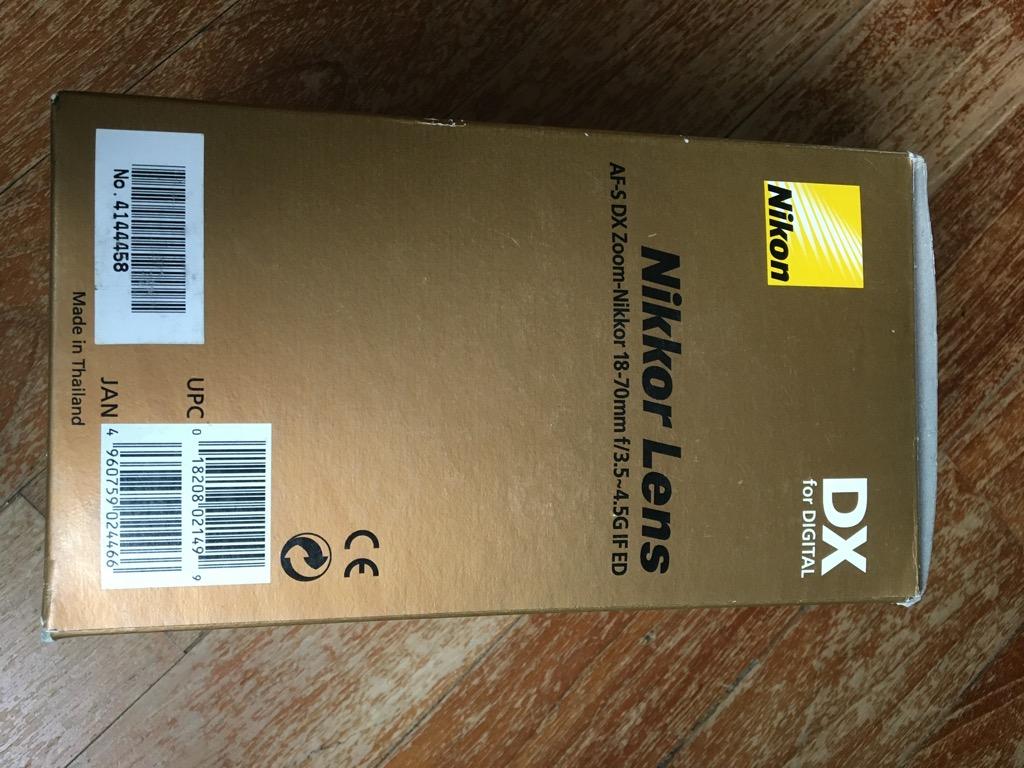 Nikon
DX
for DIGITAL
Nikkor Lens
AF-S DX Zoom-Nikkor 18-70mm f/3.5~4.5G IF ED
CE
UPC
0 18208 02149 9
JAN
4 960759 024466
No. 4144458
Made in Thailand